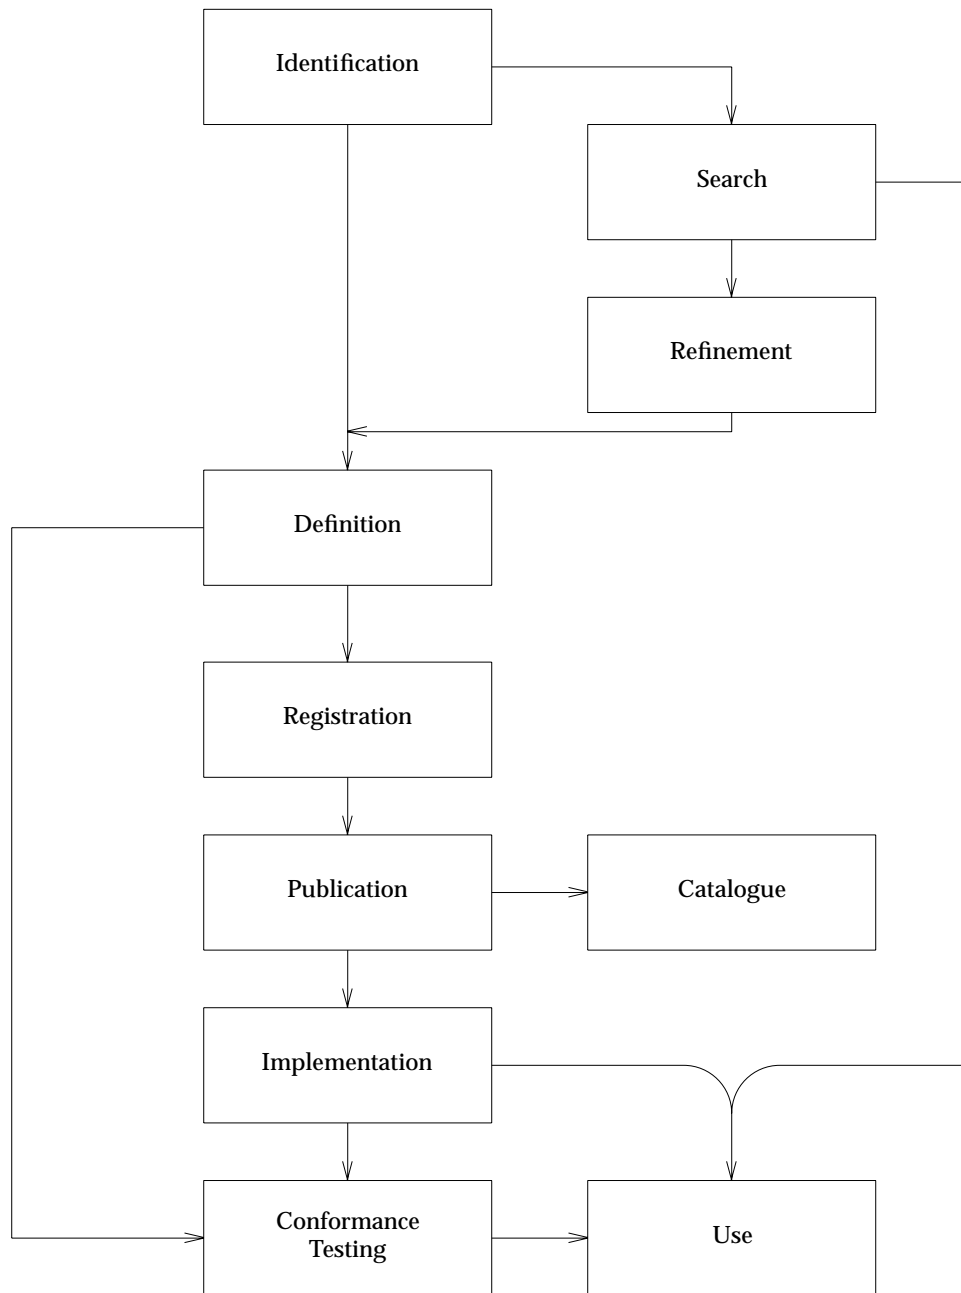 Identification
Search
Refinement
Definition
Registration
Publication
Catalogue
Implementation
Conformance
Testing
Use